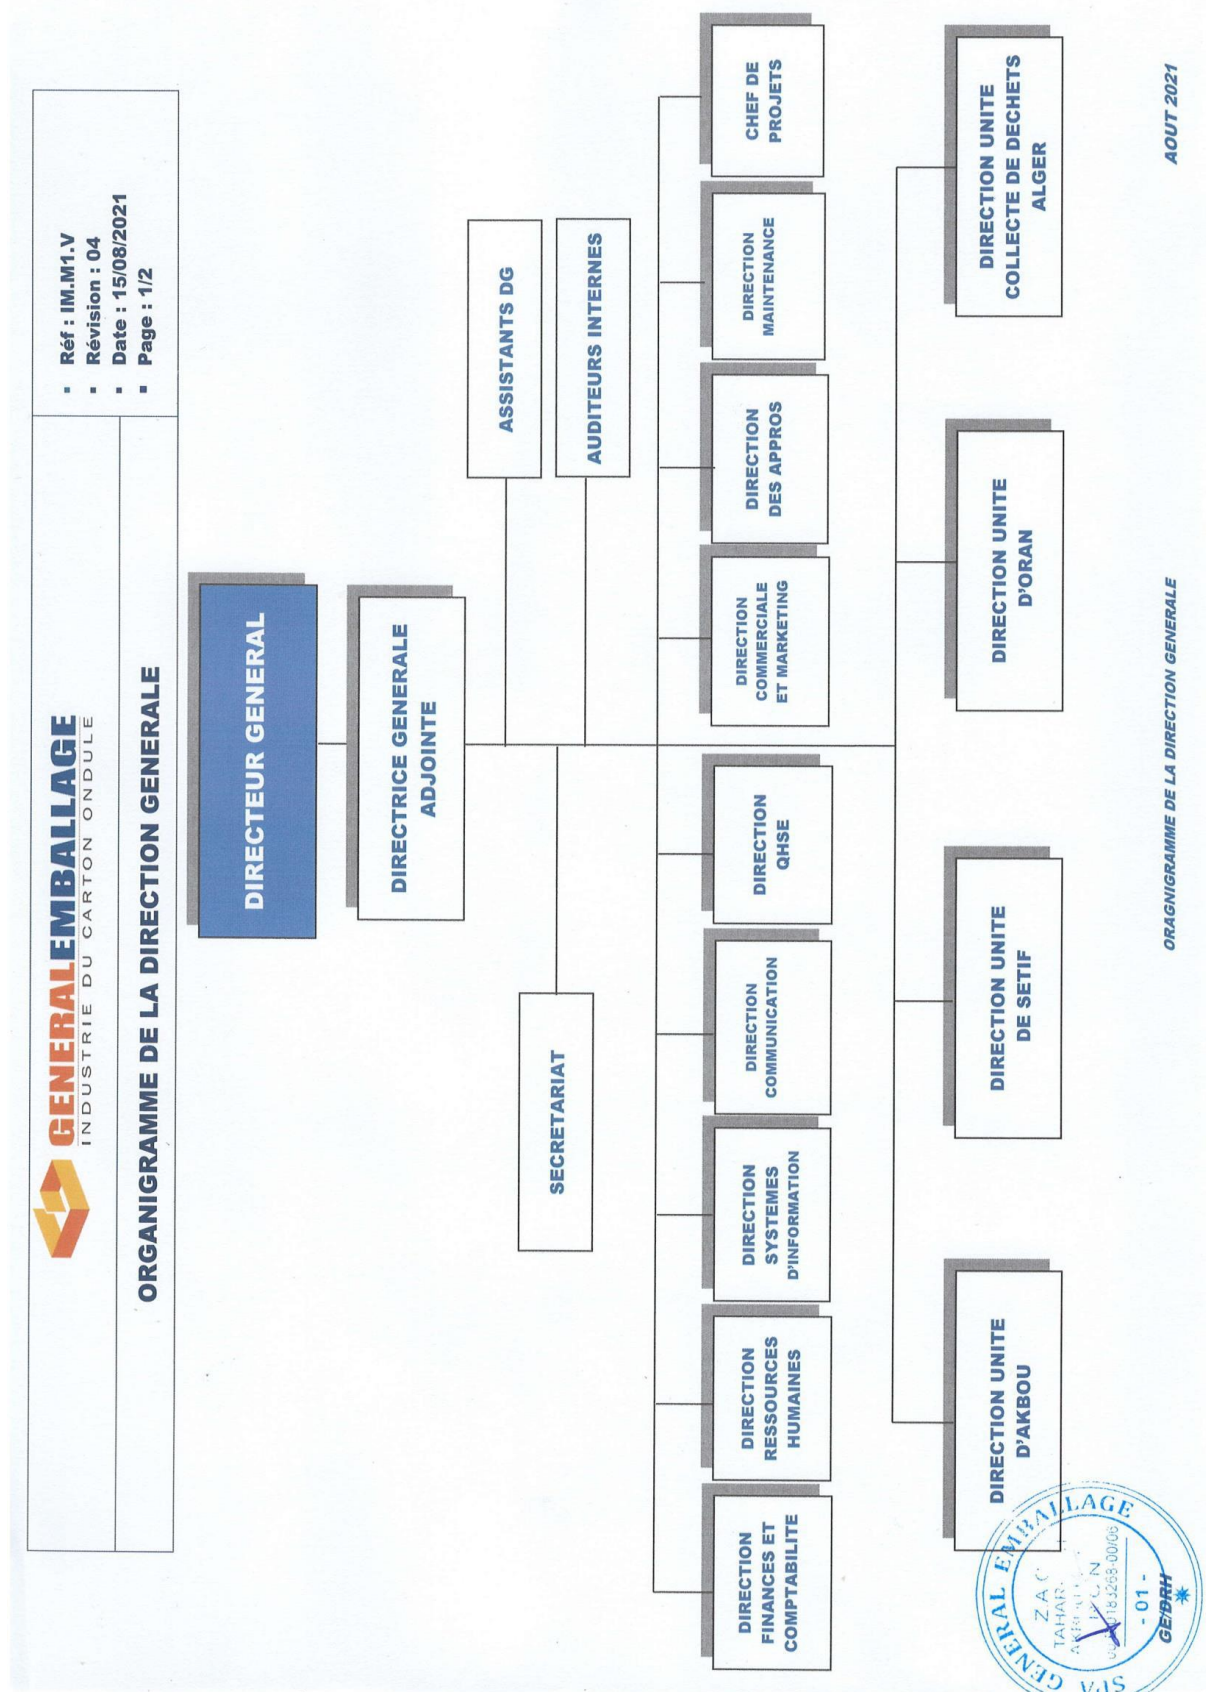 GENERALEMBALLAGE
INDUSTRIE DU CARTON ONDULE
ORGANIGRAMME DE LA DIRECTION GENERALE
Réf : IM.M1.V
Révision : 04
Date : 15/08/2021
Page : 1/2
DIRECTEUR GENERAL
DIRECTRICE GENERALE
ADJOINTE
ASSISTANTS DG
SECRETARIAT
AUDITEURS INTERNES
DIRECTION
FINANCES ET
COMPTABILITE
DIRECTION
RESSOURCES
HUMAINES
DIRECTION
SYSTEMES
D'INFORMATION
DIRECTION
COMMUNICATION
DIRECTION
QHSE
DIRECTION
COMMERCIALE
ET MARKETING
DIRECTION
DES APPROS
DIRECTION
MAINTENANCE
CHEF DE
PROJETS
DIRECTION UNITE
D'AKBOU
DIRECTION UNITE
DE SETIF
DIRECTION UNITE
D'ORAN
DIRECTION UNITE
COLLECTE DE DECHETS
ALGER
SPA GENERAL EMBALLAGE
Z.A.C
- 01 -
GE/DRH
ORAGNIGRAMME DE LA DIRECTION GENERALE
AOUT 2021